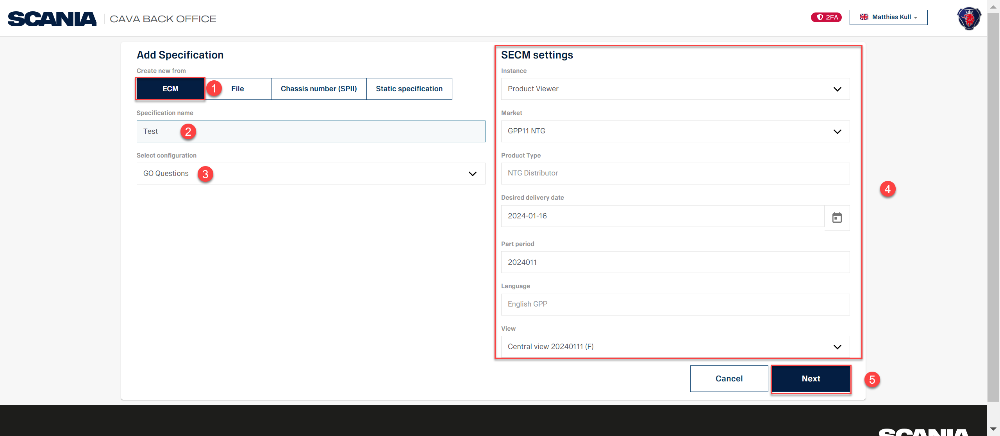 SCANIA CAVA BACK OFFICE
2FA
Matthias Kull
Add Specification
Create new from
ECM
1
File
Chassis number (SPII)
Static specification
Specification name
Test
2
Select configuration
GO Questions
3
SECM settings
Instance
Product Viewer
Market
GPP11 NTG
Product Type
NTG Distributor
Desired delivery date
2024-01-16
Part period
2024011
Language
English GPP
View
Central view 20240111 (F)
4
Cancel
Next
5
SCANIA